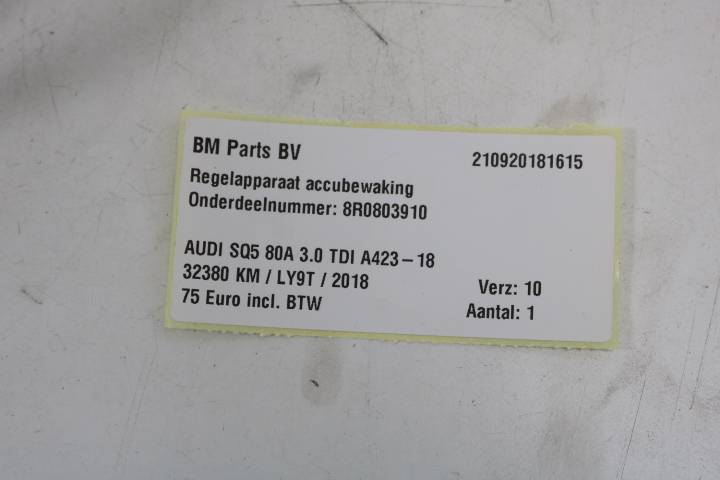 BM Parts BV 210920181615
Regelapparaat accubewaking
Onderdeelnummer: 8R0803910
AUDI SQ5 80A 3.0 TDI A423-18
32380 KM / LY9T / 2018 Verz: 10
75 Euro incl. BTW Aantal: 1